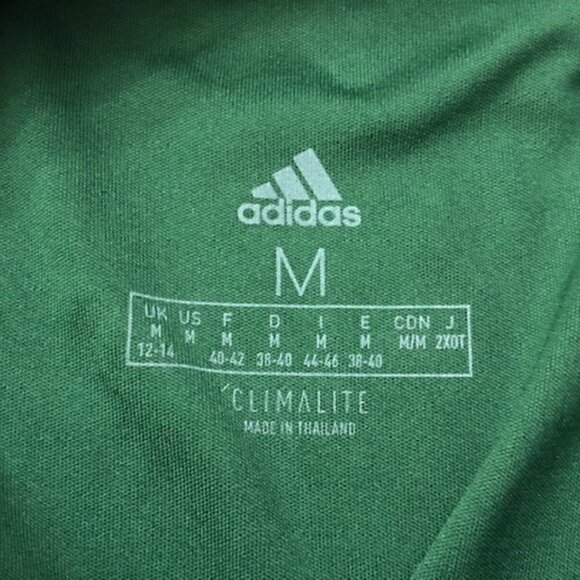 adidas
M
UK US F D I E CDN J
M M M M M M M/M 2XOT
12-14 40-42 38-40 44-46 38-40
CLIMALITE
MADE IN THAILAND